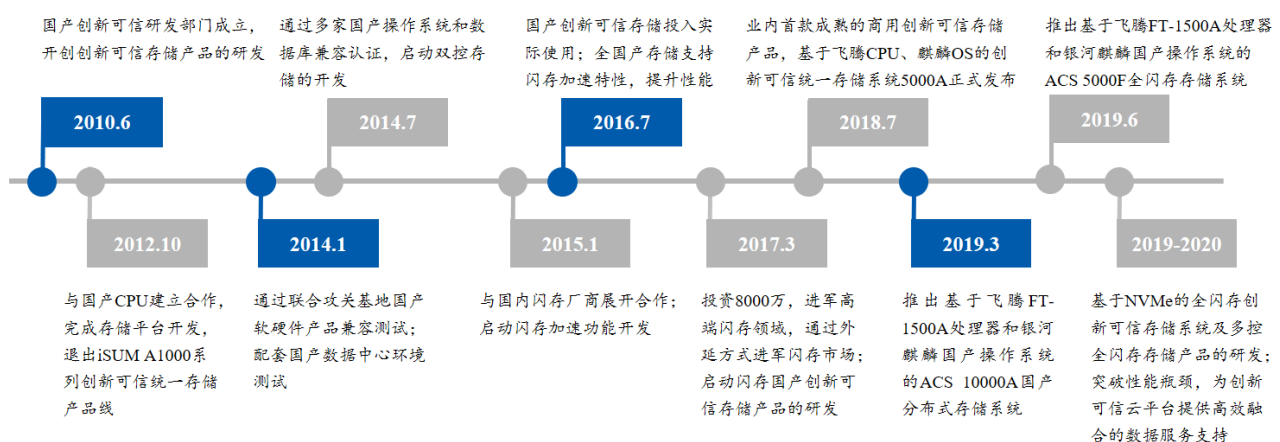 国产创新可信研发部门成立，
开创创新可信存储产品的研发
2010.6
与国产CPU建立合作，
完成存储平台开发，
退出iSUM A1000系
列创新可信统一存储
产品线
2012.10
通过联合攻关基地国产
软硬件产品兼容测试；
配套国产数据中心环境
测试
2014.1
通过多家国产操作系统和数
据库兼容认证，启动双控存
储的开发
2014.7
与国内闪存厂商展开合作；
启动闪存加速功能开发
2015.1
国产创新可信存储投入实
际使用；全国产存储支持
闪存加速特性，提升性能
2016.7
投资8000万，进军高
端闪存领域，通过外
延方式进军闪存市场；
启动闪存国产创新可
信存储产品的研发
2017.3
业内首款成熟的商用创新可信存储
产品，基于飞腾CPU、麒麟OS的创
新可信统一存储系统5000A正式发布
2018.7
推出基于飞腾FT-
1500A处理器和银河
麒麟国产操作系统
的ACS 10000A国产
分布式存储系统
2019.3
推出基于飞腾FT-1500A处理器
和银河麒麟国产操作系统的
ACS 5000F全闪存存储系统
2019.6
基于NVMe的全闪存创
新可信存储系统及多控
全闪存存储产品的研发；
突破性能瓶颈，为创新
可信云平台提供高效融
合的数据服务支持
2019-2020